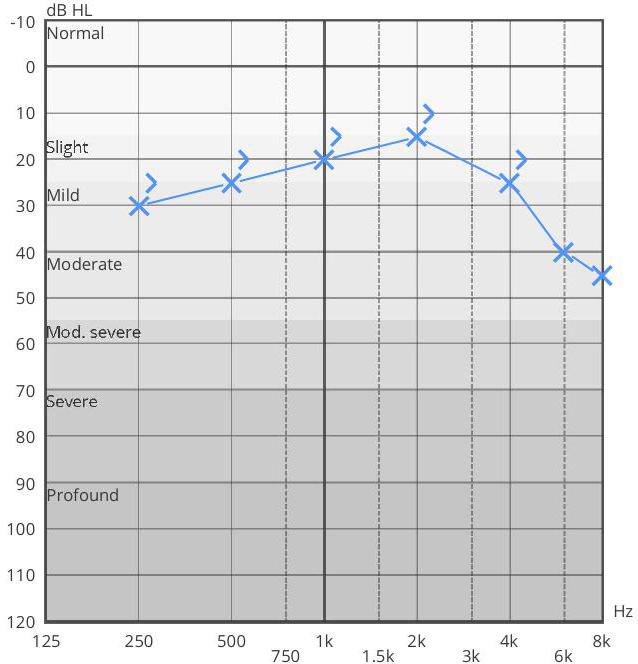 dB HL
-10
Normal
0
10
Slight
20
Mild
30
40
Moderate
50
Mod. severe
60
70
Severe
80
90
Profound
100
110
120
Hz
125 250 500 1k 2k 4k 8k
750 1.5k 3k 6k